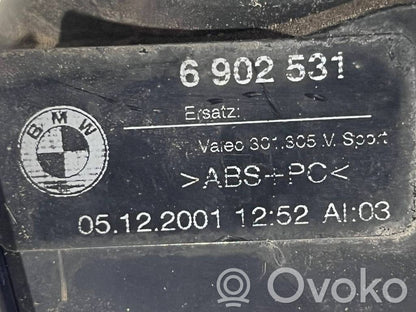 6 902 531
Ersatz:
BMW
Valeo 301.305 V. Sport
>ABS+PC<
05.12.2001 12:52 AI:03
OVOKO